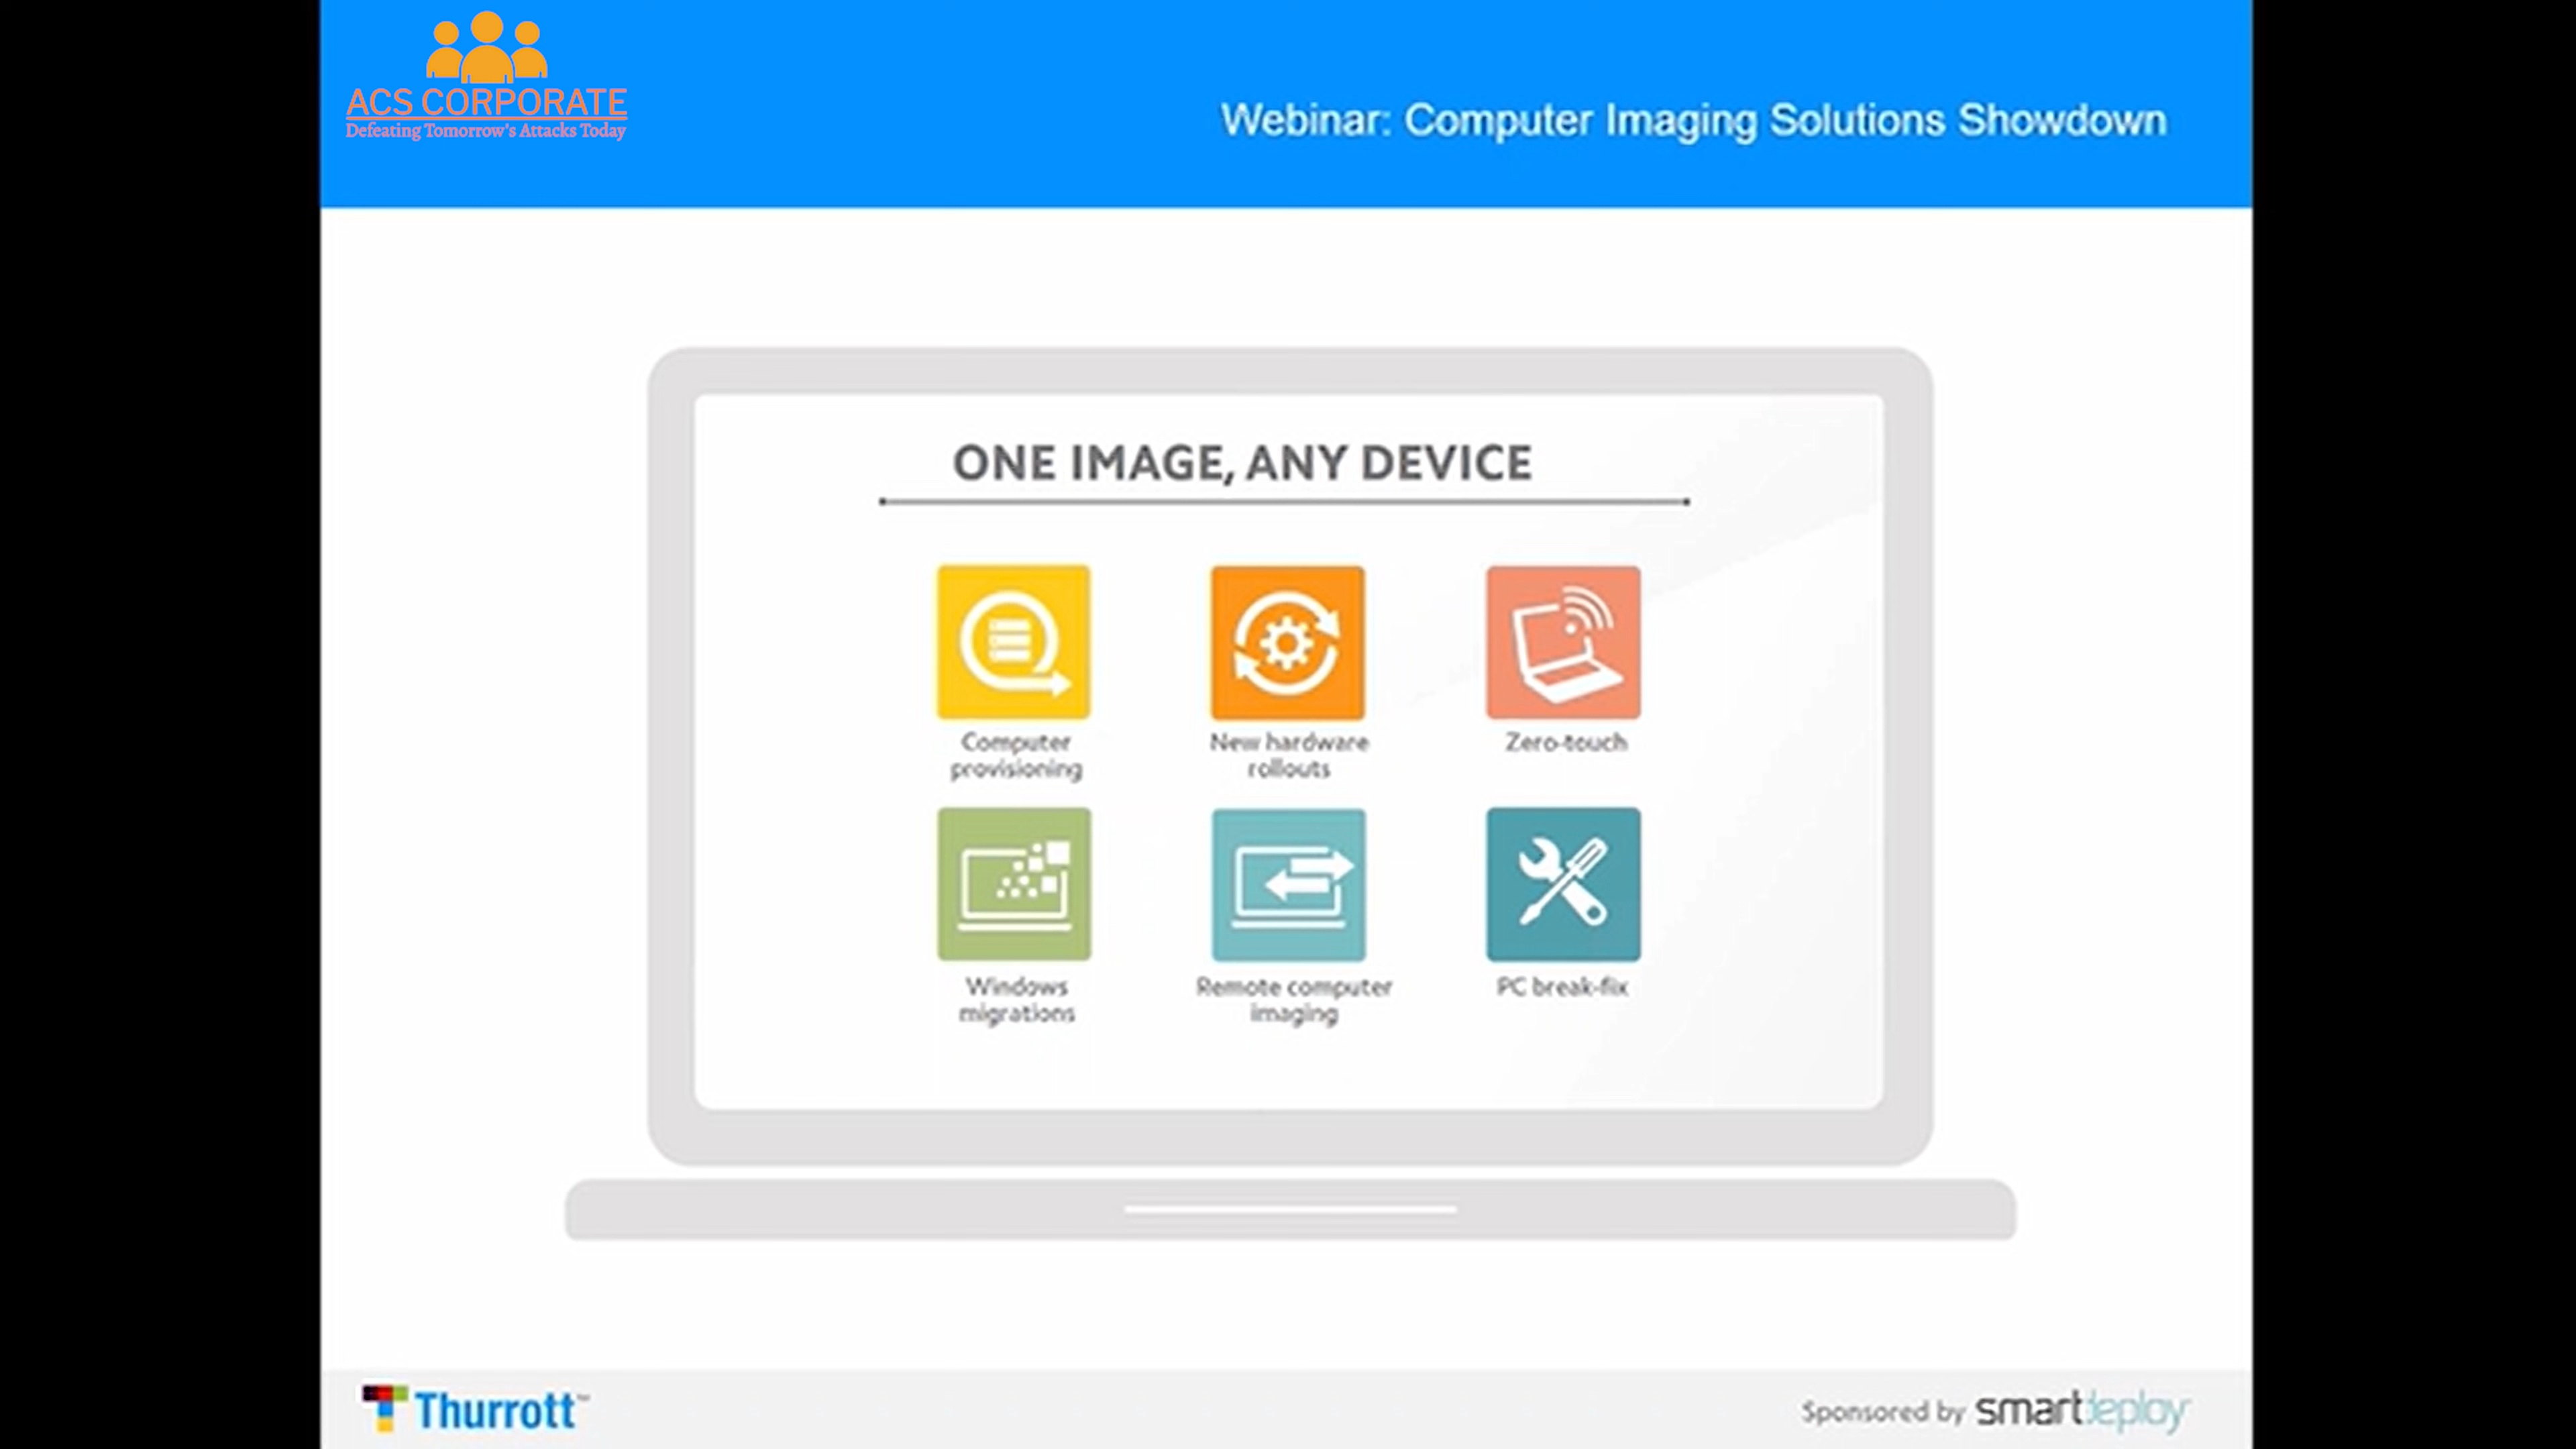 ACS CORPORATE
Defeating Tomorrow's Attacks Today
Webinar: Computer Imaging Solutions Showdown
ONE IMAGE, ANY DEVICE
Computer
provisioning
New hardware
rollouts
Zero-touch
Windows
migrations
Remote computer
imaging
PC break-fix
Thurrott™
Sponsored by smartdeploy